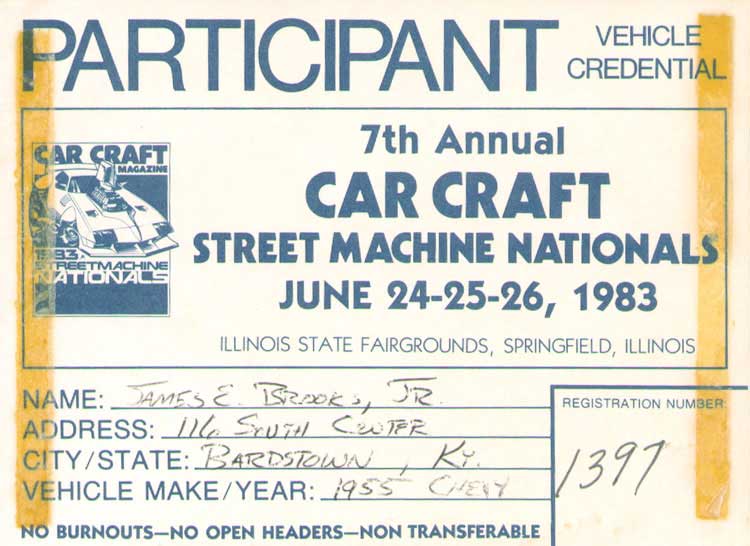 PARTICIPANT
VEHICLE
CREDENTIAL
7th Annual
CAR CRAFT
STREET MACHINE NATIONALS
JUNE 24-25-26, 1983
ILLINOIS STATE FAIRGROUNDS, SPRINGFIELD, ILLINOIS
CAR CRAFT
MAGAZINE
1983
STREET MACHINE
NATIONALS
NAME: JAMES E. BROOKS, JR.
ADDRESS: 116 SOUTH CENTER
CITY/STATE: BARDSTOWN, KY.
VEHICLE MAKE/YEAR: 1955 CHEVY
REGISTRATION NUMBER:
1397
NO BURNOUTS—NO OPEN HEADERS—NON TRANSFERABLE